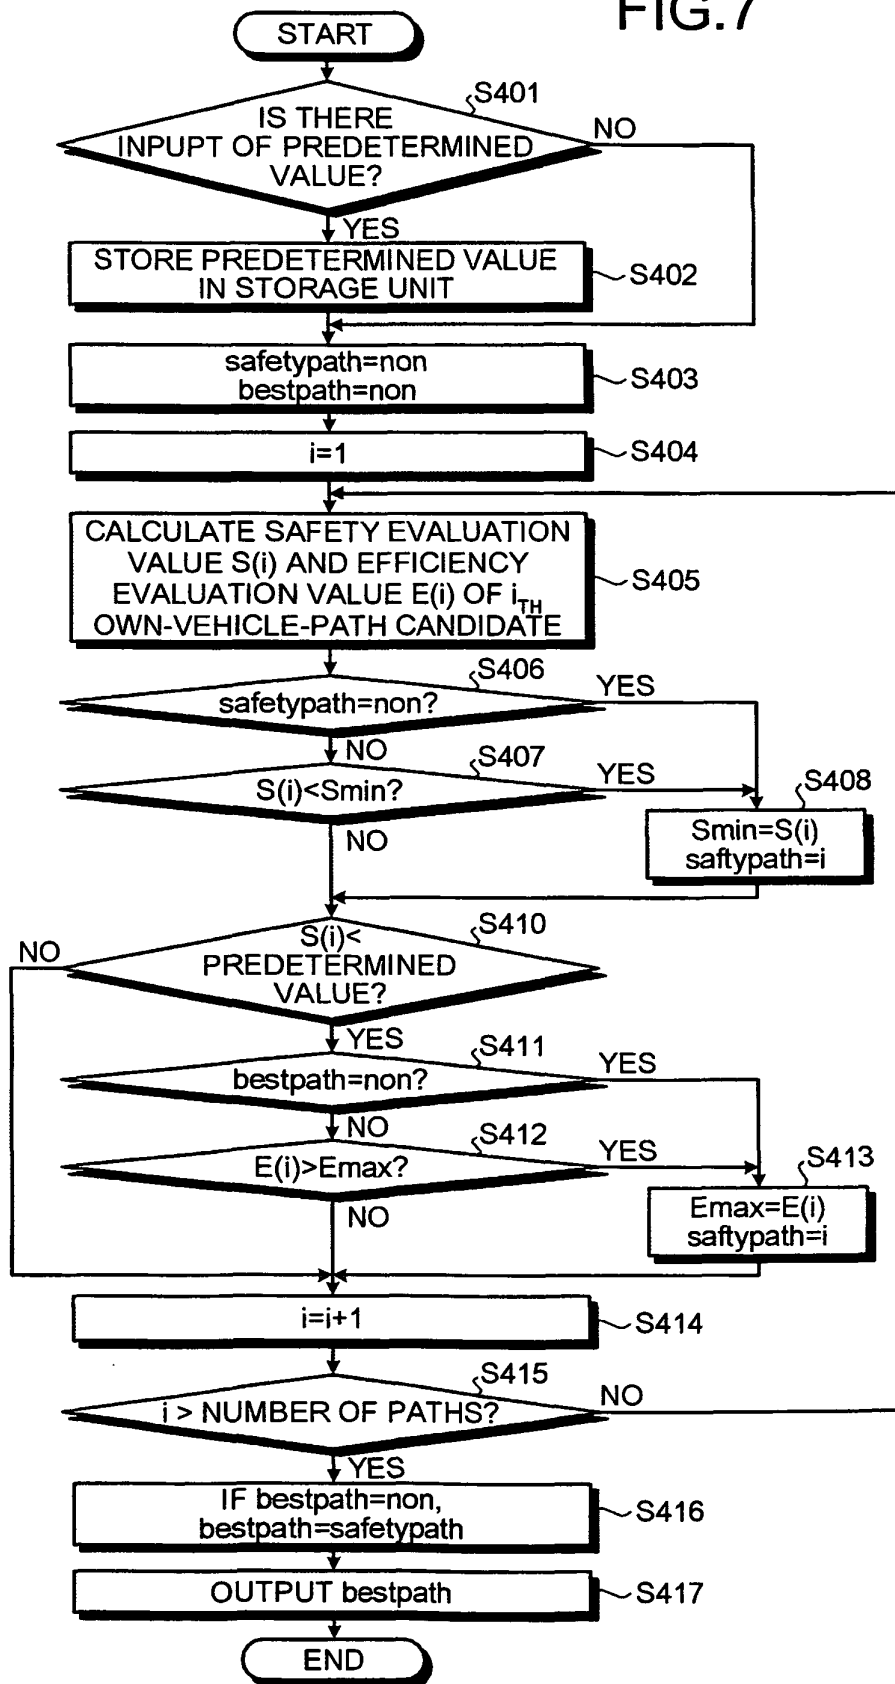 FIG.7
START
S401
IS THERE
INPUPT OF PREDETERMINED
VALUE?
NO
YES
STORE PREDETERMINED VALUE
IN STORAGE UNIT
S402
safetypath=non
bestpath=non
S403
i=1
S404
CALCULATE SAFETY EVALUATION
VALUE S(i) AND EFFICIENCY
EVALUATION VALUE E(i) OF iTH
OWN-VEHICLE-PATH CANDIDATE
S405
S406
safetypath=non?
YES
NO
S407
S(i)<Smin?
YES
NO
S408
Smin=S(i)
saftypath=i
S410
S(i)<
PREDETERMINED
VALUE?
NO
YES
S411
bestpath=non?
YES
NO
S412
E(i)>Emax?
YES
NO
S413
Emax=E(i)
saftypath=i
i=i+1
S414
S415
i > NUMBER OF PATHS?
NO
YES
IF bestpath=non,
bestpath=safetypath
S416
OUTPUT bestpath
S417
END